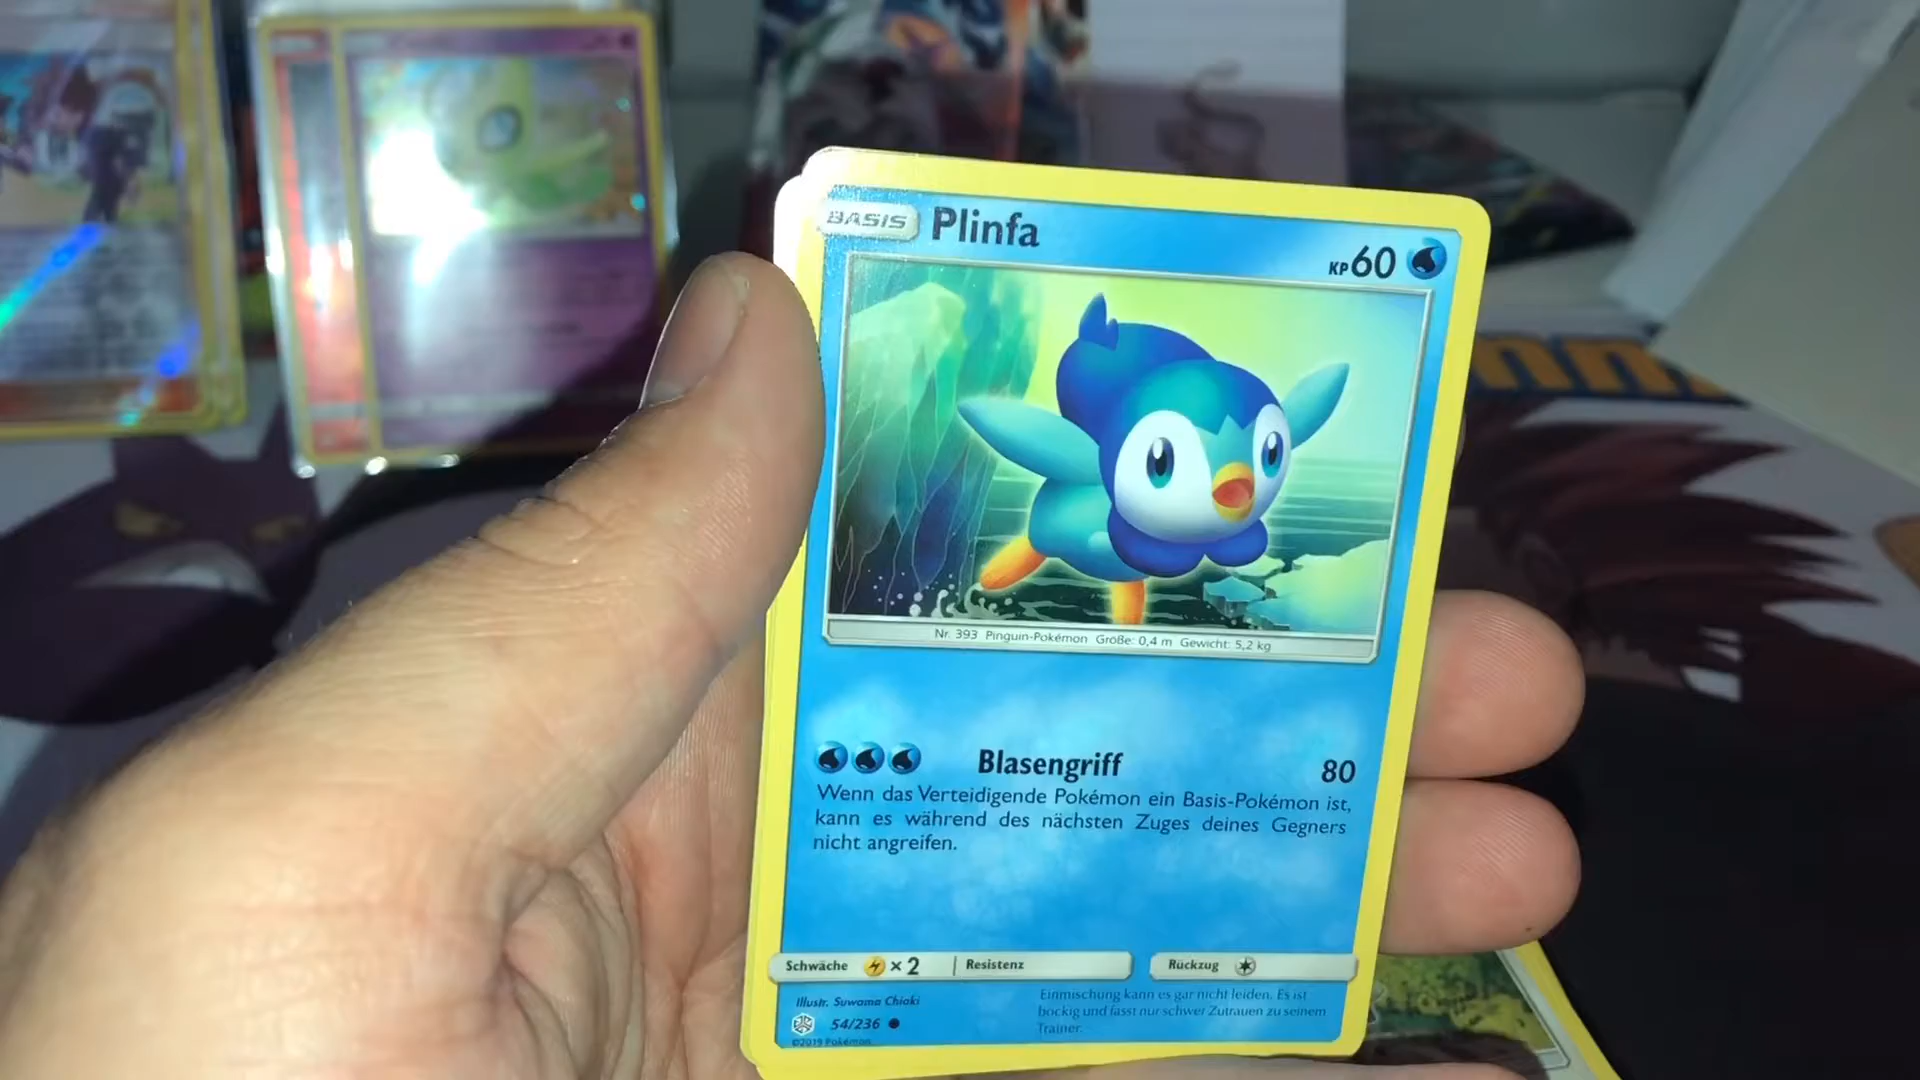 BASIS Plinfa KP 60
Nr. 393 Pinguin-Pokémon Größe: 0,4 m Gewicht: 5,2 kg
Blasengriff 80
Wenn das Verteidigende Pokémon ein Basis-Pokémon ist,
kann es während des nächsten Zuges deines Gegners
nicht angreifen.
Schwäche ×2 Resistenz Rückzug
Illustr. Suwama Chiaki
54/236
©2019 Pokémon
Einmischung kann es gar nicht leiden. Es ist
bockig und fasst nur schwer Zutrauen zu seinem
Trainer.